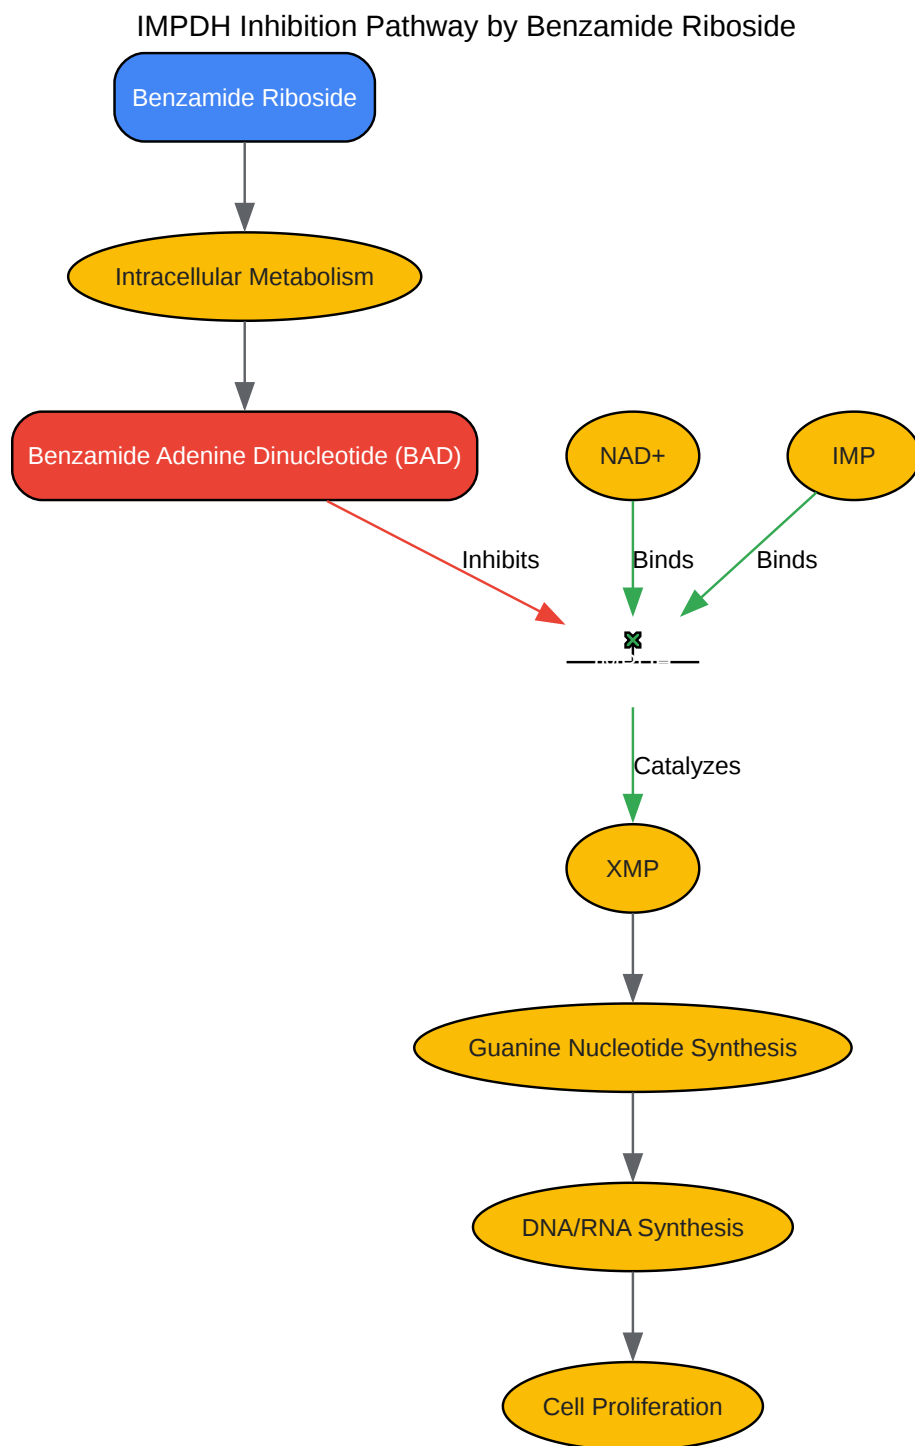 IMPDH Inhibition Pathway by Benzamide Riboside
Benzamide Riboside
Intracellular Metabolism
Benzamide Adenine Dinucleotide (BAD)
NAD+
IMP
Inhibits
Binds
Binds
Catalyzes
XMP
Guanine Nucleotide Synthesis
DNA/RNA Synthesis
Cell Proliferation